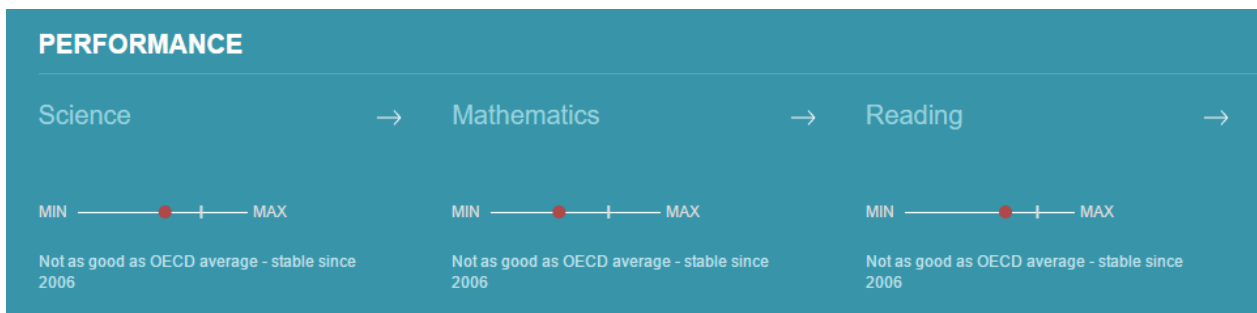 PERFORMANCE
Science → Mathematics → Reading →
MIN MAX MIN MAX MIN MAX
Not as good as OECD average - stable since
2006
Not as good as OECD average - stable since
2006
Not as good as OECD average - stable since
2006